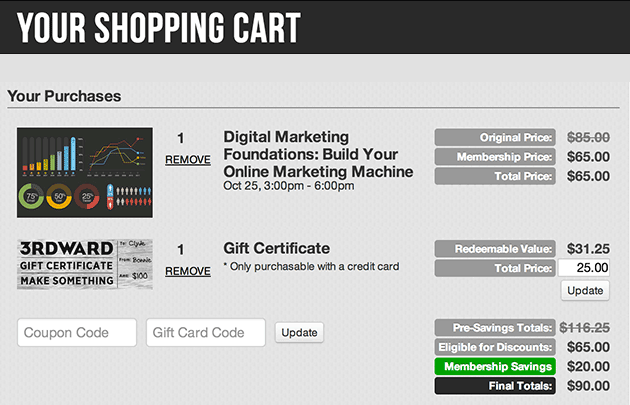 YOUR SHOPPING CART
Your Purchases
75%
50%
25%
1
REMOVE
Digital Marketing
Foundations: Build Your
Online Marketing Machine
Oct 25, 3:00pm - 6:00pm
Original Price: $85.00
Membership Price: $65.00
Total Price: $65.00
3RDWARD
GIFT CERTIFICATE
MAKE SOMETHING
To: Clyde
From: Bonnie
Amt: $100
1
REMOVE
Gift Certificate
* Only purchasable with a credit card
Redeemable Value: $31.25
Total Price: 25.00
Update
Coupon Code
Gift Card Code
Update
Pre-Savings Totals: $116.25
Eligible for Discounts: $65.00
Membership Savings $20.00
Final Totals: $90.00